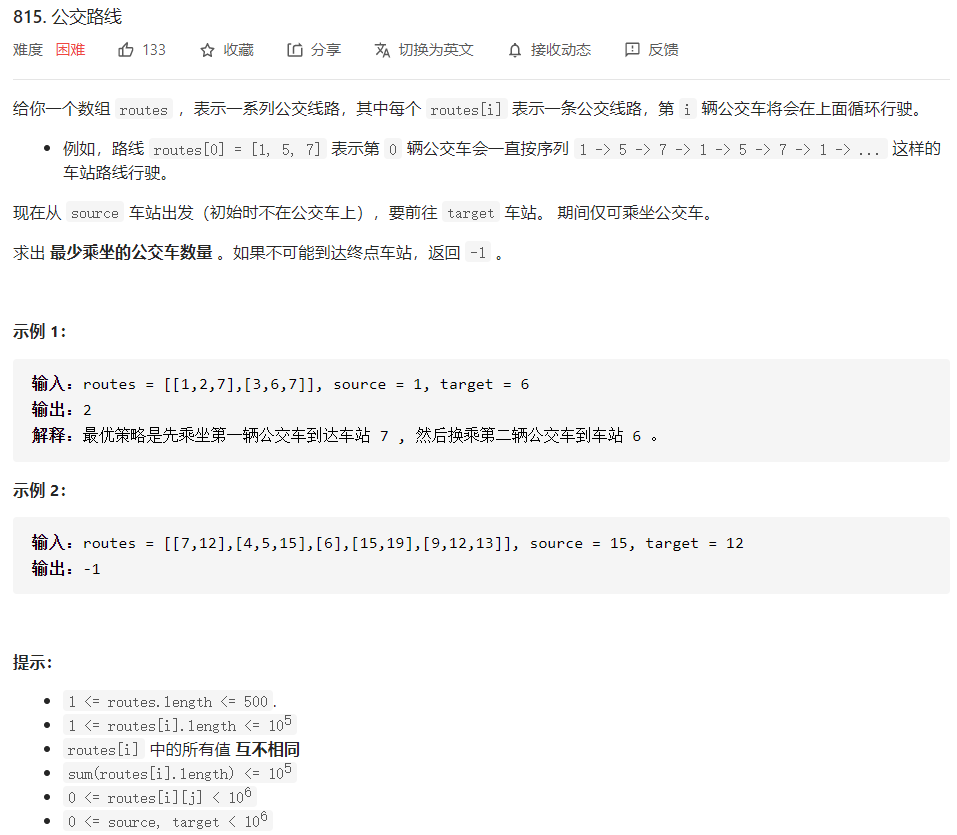 815. 公交路线
难度 困难 133 收藏 分享 切换为英文 接收动态 反馈
给你一个数组 routes ，表示一系列公交线路，其中每个 routes[i] 表示一条公交线路，第 i 辆公交车将会在上面循环行驶。
• 例如，路线 routes[0] = [1, 5, 7] 表示第 0 辆公交车会一直按序列 1 -> 5 -> 7 -> 1 -> 5 -> 7 -> 1 -> ... 这样的
车站路线行驶。
现在从 source 车站出发（初始时不在公交车上），要前往 target 车站。 期间仅可乘坐公交车。
求出 最少乘坐的公交车数量 。如果不可能到达终点车站，返回 -1 。
示例 1：
输入：routes = [[1,2,7],[3,6,7]], source = 1, target = 6
输出：2
解释：最优策略是先乘坐第一辆公交车到达车站 7 , 然后换乘第二辆公交车到车站 6 。
示例 2：
输入：routes = [[7,12],[4,5,15],[6],[15,19],[9,12,13]], source = 15, target = 12
输出：-1
提示：
• 1 <= routes.length <= 500.
• 1 <= routes[i].length <= 10^5
• routes[i] 中的所有值 互不相同
• sum(routes[i].length) <= 10^5
• 0 <= routes[i][j] < 10^6
• 0 <= source, target < 10^6